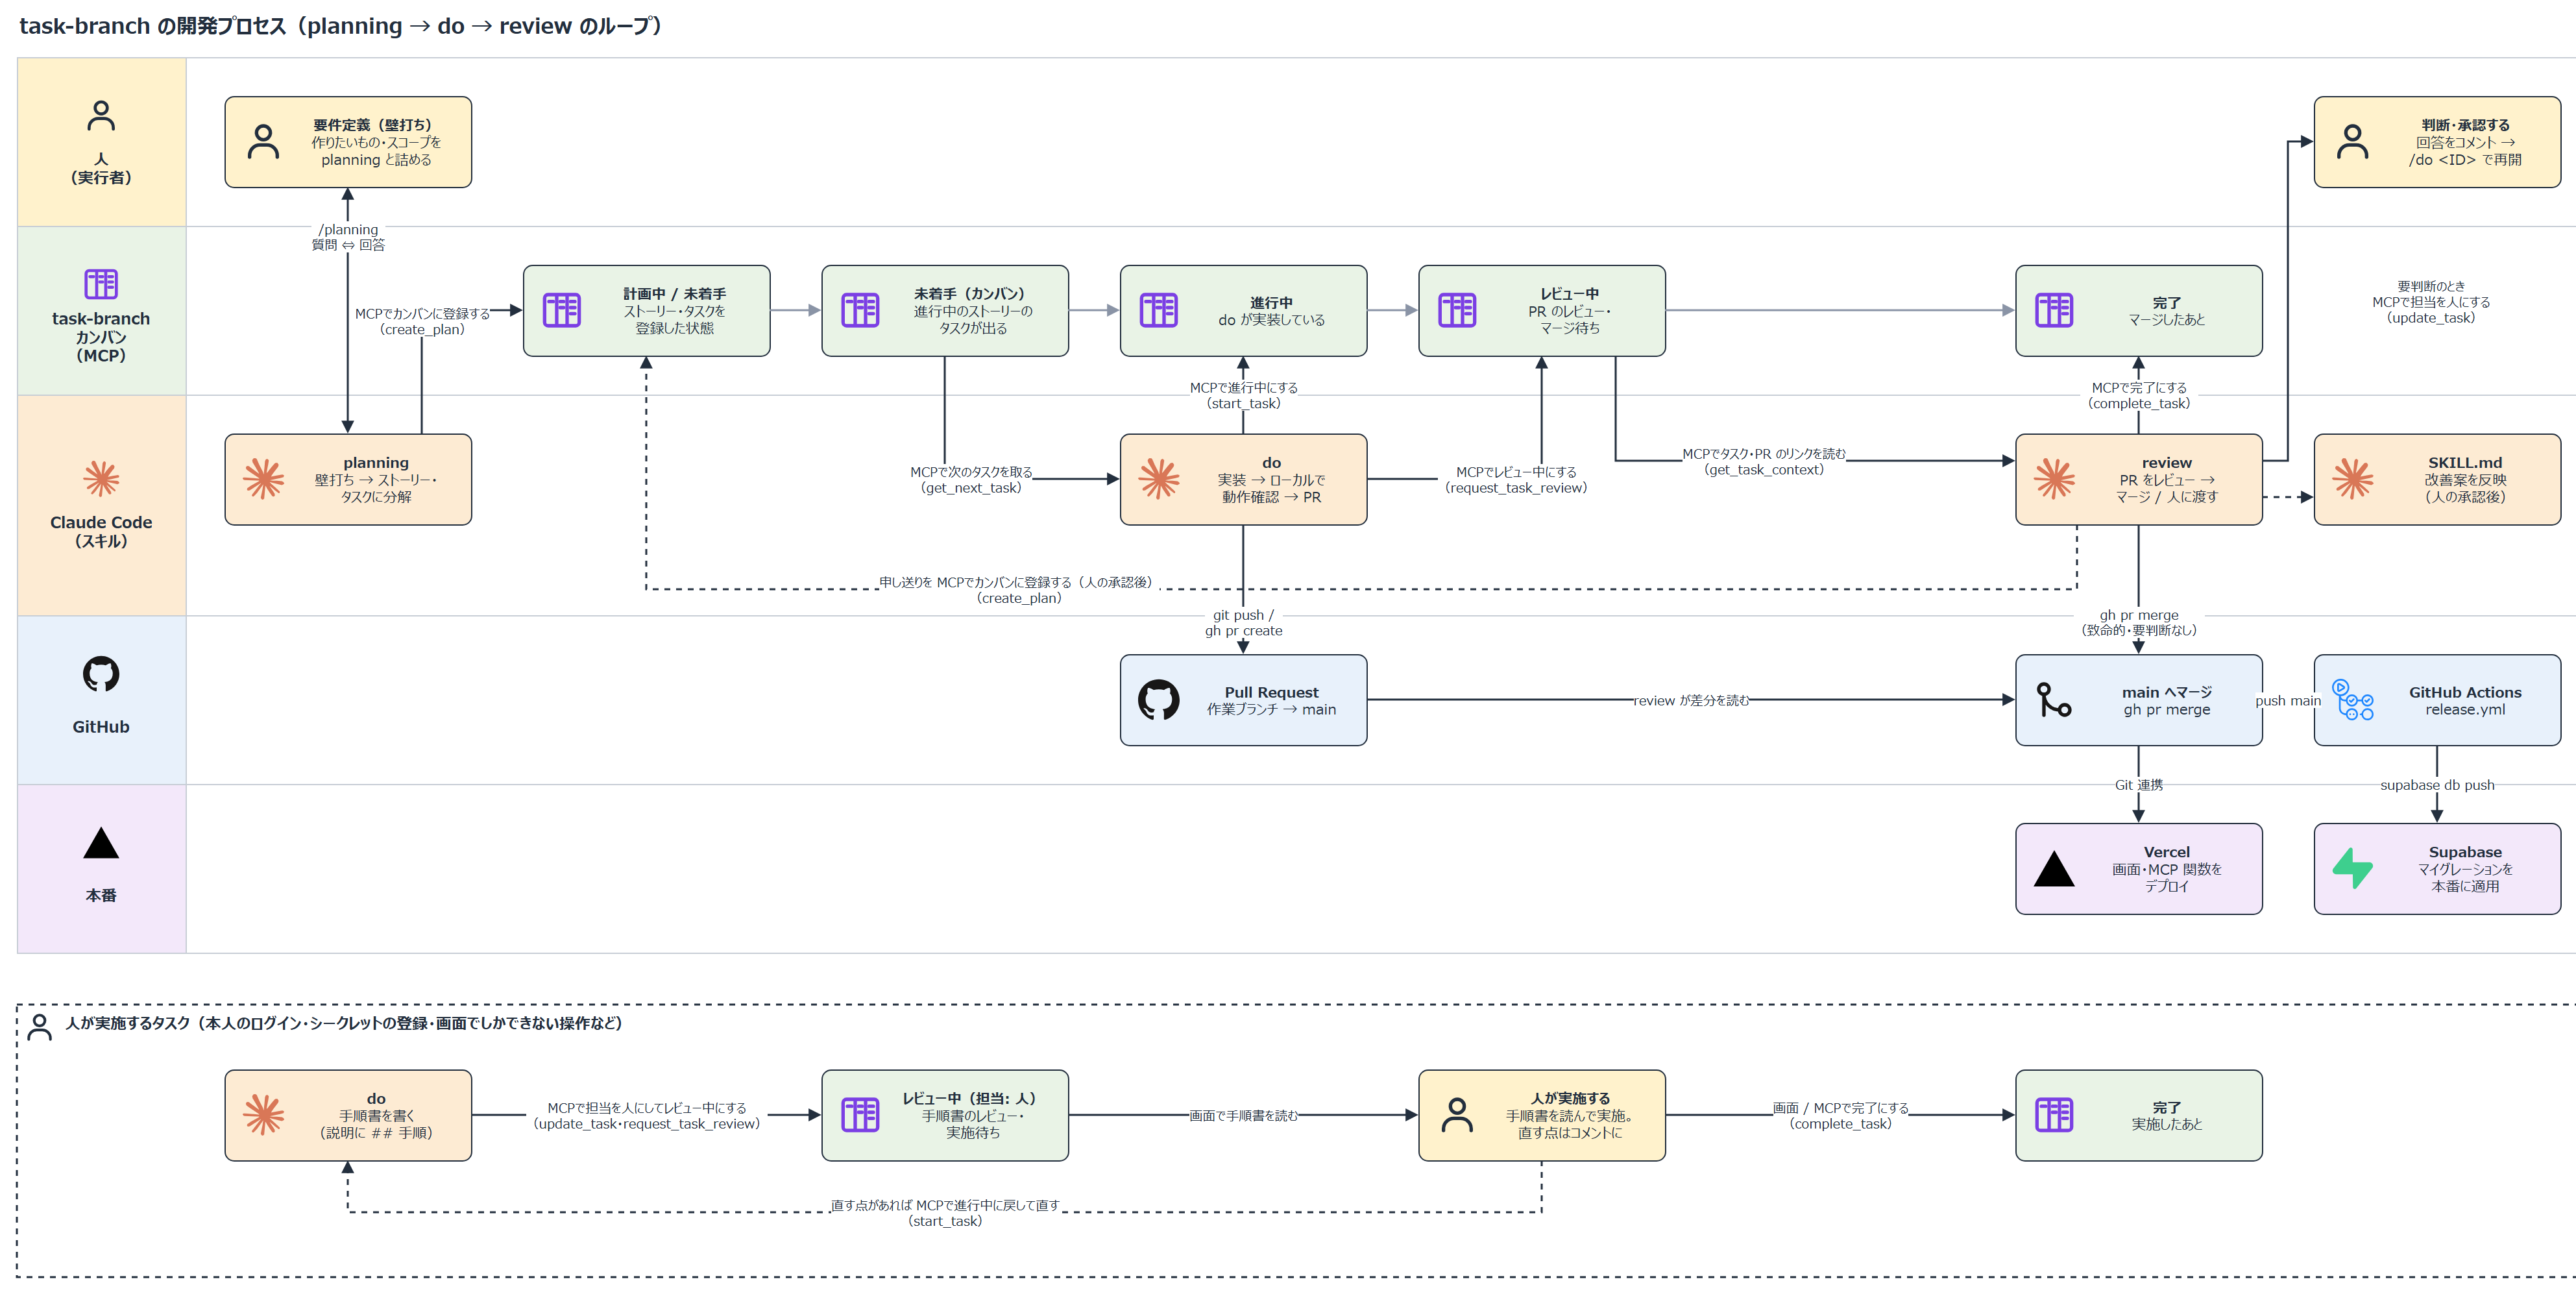 task-branch の開発プロセス（planning → do → review のループ）
人
（実行者）
要件定義（壁打ち）
作りたいもの・スコープを
planning と詰める
判断・承認する
回答をコメント →
/do <ID> で再開
/planning
質問 ⇔ 回答
task-branch
カンバン
（MCP）
MCPでカンバンに登録する
（create_plan）
計画中 / 未着手
ストーリー・タスクを
登録した状態
未着手（カンバン）
進行中のストーリーの
タスクが出る
進行中
do が実装している
レビュー中
PR のレビュー・
マージ待ち
完了
マージしたあと
要判断のとき
MCPで担当を人にする
（update_task）
MCPで進行中にする
（start_task）
MCPで完了にする
（complete_task）
Claude Code
（スキル）
planning
壁打ち → ストーリー・
タスクに分解
MCPで次のタスクを取る
（get_next_task）
do
実装 → ローカルで
動作確認 → PR
MCPでレビュー中にする
（request_task_review）
MCPでタスク・PR のリンクを読む
（get_task_context）
review
PR をレビュー →
マージ / 人に渡す
SKILL.md
改善案を反映
（人の承認後）
申し送りを MCPでカンバンに登録する（人の承認後）
（create_plan）
git push /
gh pr create
gh pr merge
（致命的・要判断なし）
GitHub
Pull Request
作業ブランチ → main
review が差分を読む
main へマージ
gh pr merge
push main
GitHub Actions
release.yml
Git 連携
supabase db push
本番
Vercel
画面・MCP 関数を
デプロイ
Supabase
マイグレーションを
本番に適用
人が実施するタスク（本人のログイン・シークレットの登録・画面でしかできない操作など）
do
手順書を書く
（説明に ## 手順）
MCPで担当を人にしてレビュー中にする
（update_task・request_task_review）
レビュー中（担当: 人）
手順書のレビュー・
実施待ち
画面で手順書を読む
人が実施する
手順書を読んで実施。
直す点はコメントに
画面 / MCPで完了にする
（complete_task）
完了
実施したあと
直す点があれば MCPで進行中に戻して直す
（start_task）